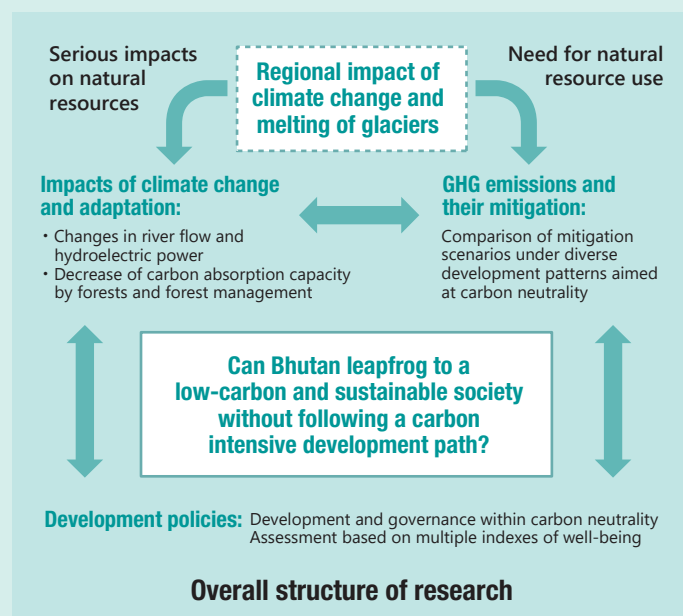 Serious impacts
on natural
resources
Regional impact of
climate change and
melting of glaciers
Need for natural
resource use
Impacts of climate change
and adaptation:
・Changes in river flow and
hydroelectric power
・Decrease of carbon absorption capacity
by forests and forest management
GHG emissions and
their mitigation:
Comparison of mitigation
scenarios under diverse
development patterns aimed
at carbon neutrality
Can Bhutan leapfrog to a
low-carbon and sustainable society
without following a carbon
intensive development path?
Development policies: Development and governance within carbon neutrality
Assessment based on multiple indexes of well-being
Overall structure of research